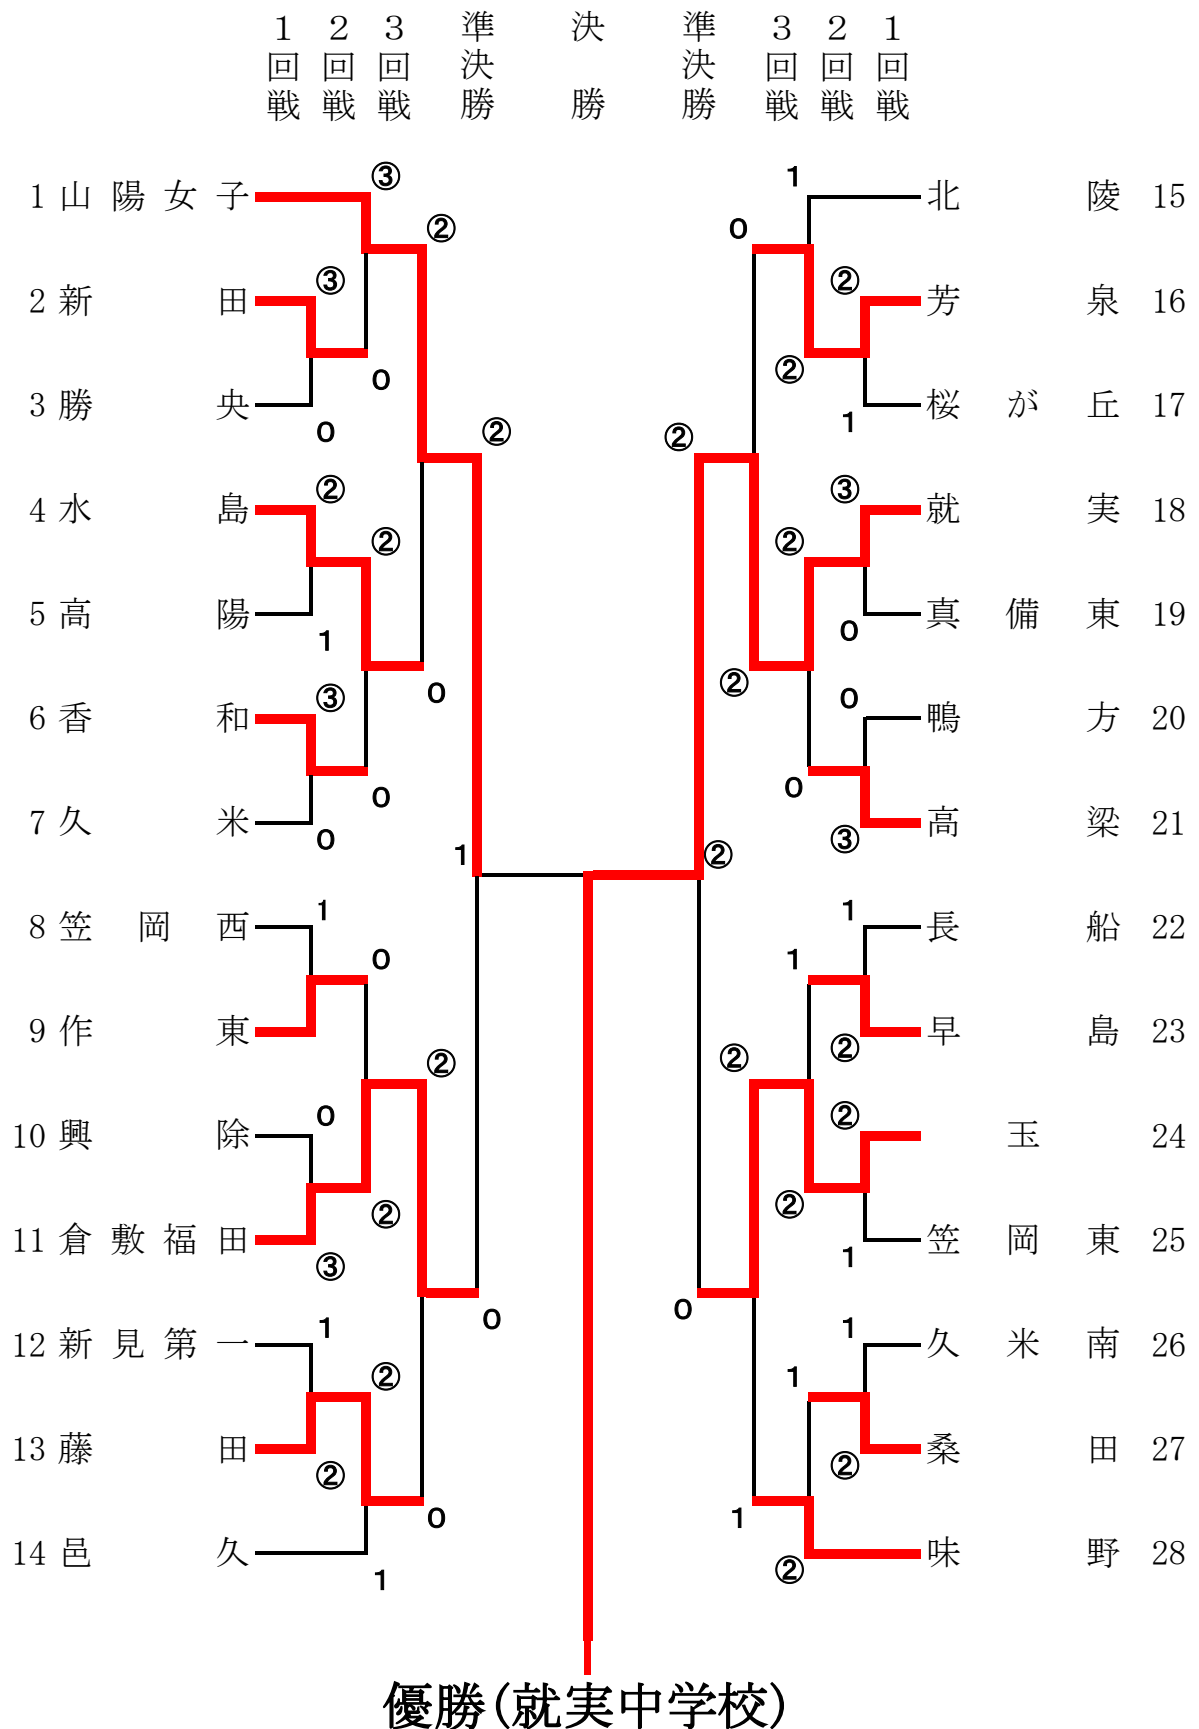 1回戦 2回戦 3回戦 準決勝 決勝 準決勝 3回戦 2回戦 1回戦
③ 1
1 山陽女子 北陵 15
② 0
③ ②
2 新田 芳泉 16
0 ②
3 勝央 桜が丘 17
0 1
② ②
② ③
4 水島 就実 18
② ②
5 高陽 真備東 19
1 0
0 ②
③ 0
6 香和 鴨方 20
0 0
7 久米 高梁 21
0 ③
1 ②
1 1
8 笠岡西 長船 22
0 1
9 作東 早島 23
② ② ②
0 ②
10 興除 玉 24
② ②
11 倉敷福田 笠岡東 25
③ 1
0 0
1 1
12 新見第一 久米南 26
② 1
13 藤田 桑田 27
② ②
0 1
14 邑久 味野 28
1 ②
優勝(就実中学校)